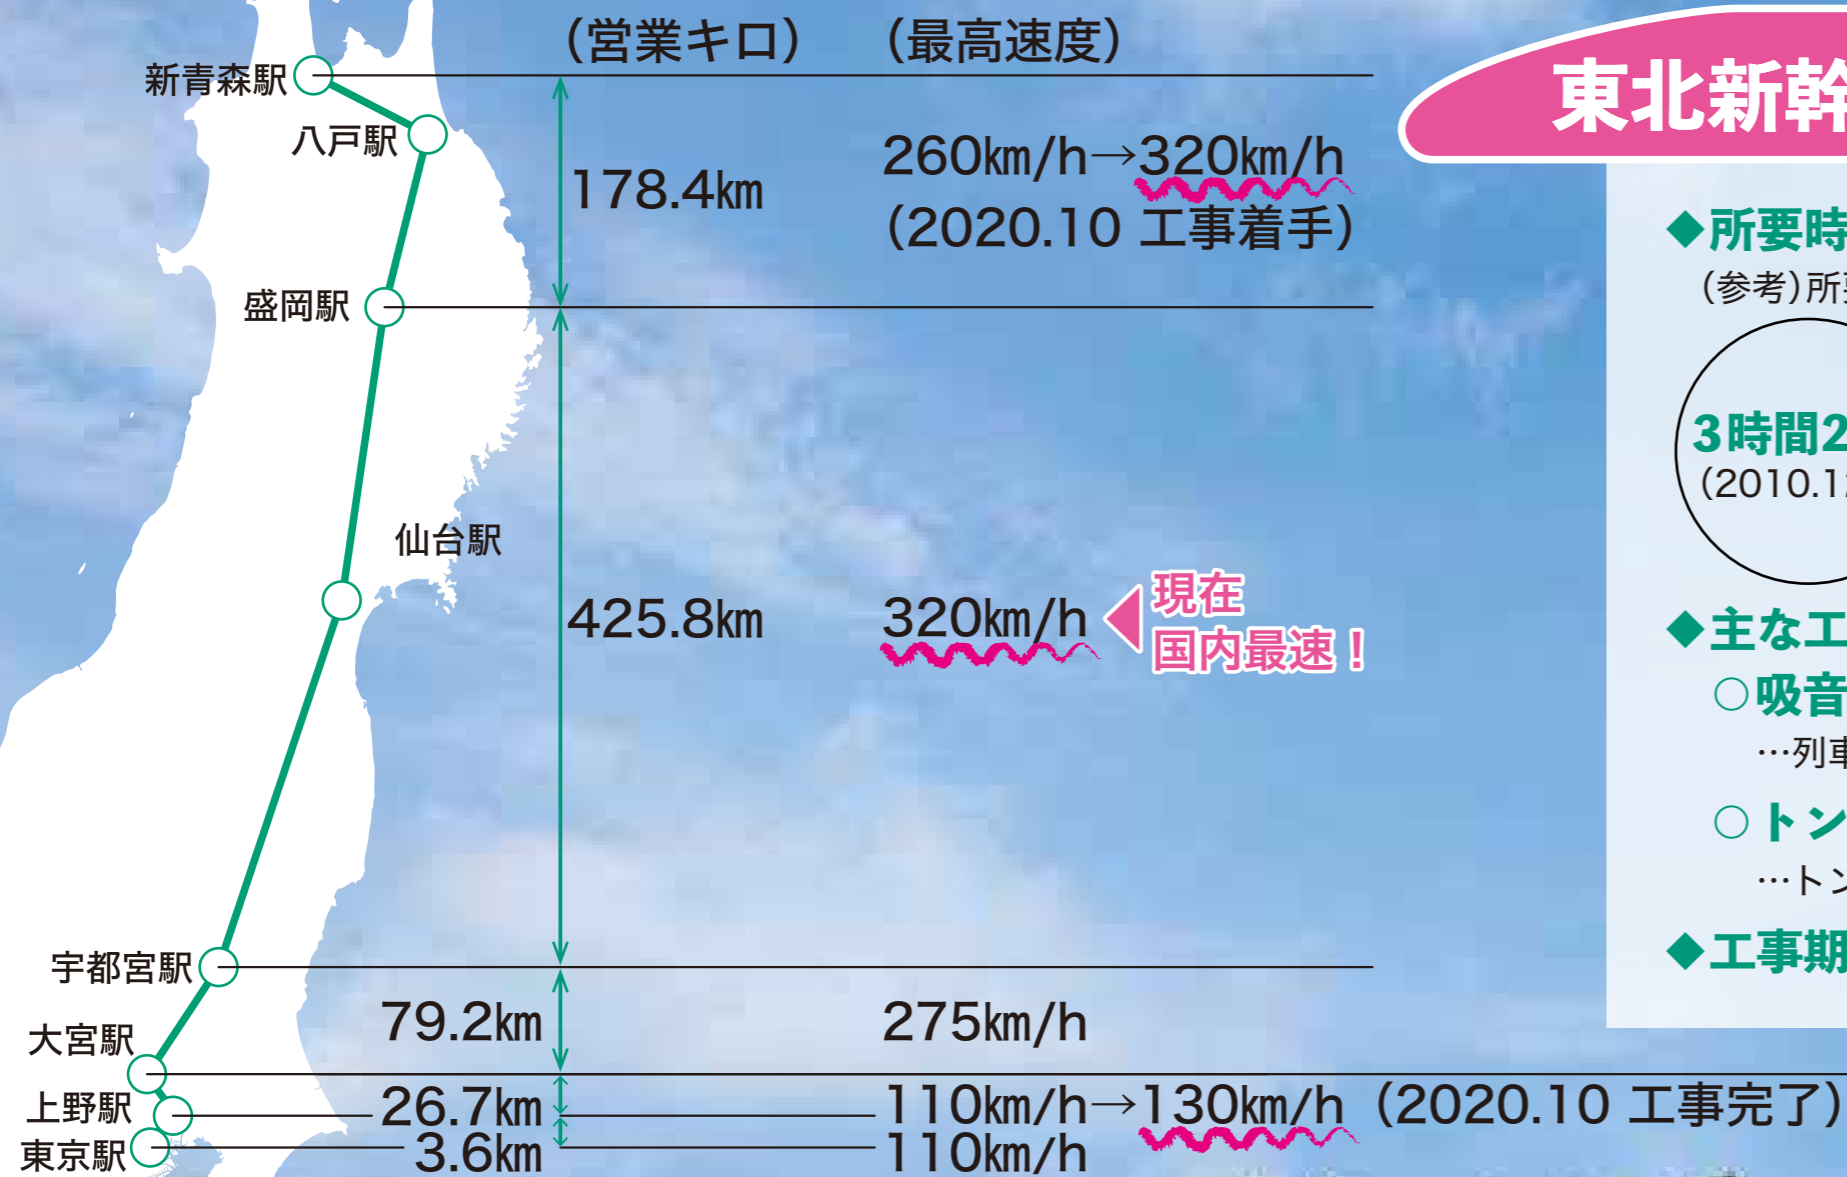 (営業キロ) (最高速度)
新青森駅
八戸駅
178.4km
260km/h→320km/h
(2020.10 工事着手)
盛岡駅
仙台駅
425.8km
320km/h
現在
国内最速！
宇都宮駅
79.2km
275km/h
大宮駅
上野駅
26.7km
110km/h→130km/h (2020.10 工事完了)
東京駅
3.6km
110km/h
東北新幹
◆所要時
(参考)所要
3時間2
(2010.12
◆主な工
○吸音
…列車
○トン
…トン
◆工事期